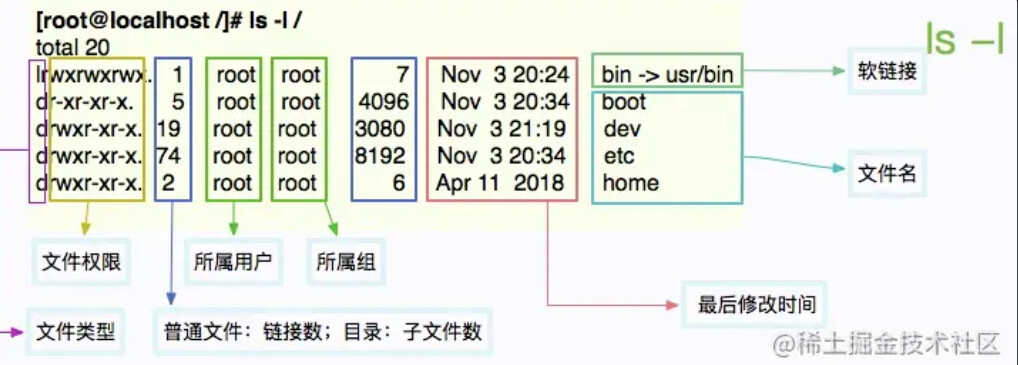 [root@localhost /]# ls -l /
ls –l
total 20
lrwxrwxrwx. 1 root root 7 Nov 3 20:24 bin -> usr/bin
软链接
dr-xr-xr-x. 5 root root 4096 Nov 3 20:34 boot
drwxr-xr-x. 19 root root 3080 Nov 3 21:19 dev
drwxr-xr-x. 74 root root 8192 Nov 3 20:34 etc
文件名
drwxr-xr-x. 2 root root 6 Apr 11 2018 home
文件权限
所属用户
所属组
最后修改时间
文件类型
普通文件：链接数；目录：子文件数
@稀土掘金技术社区